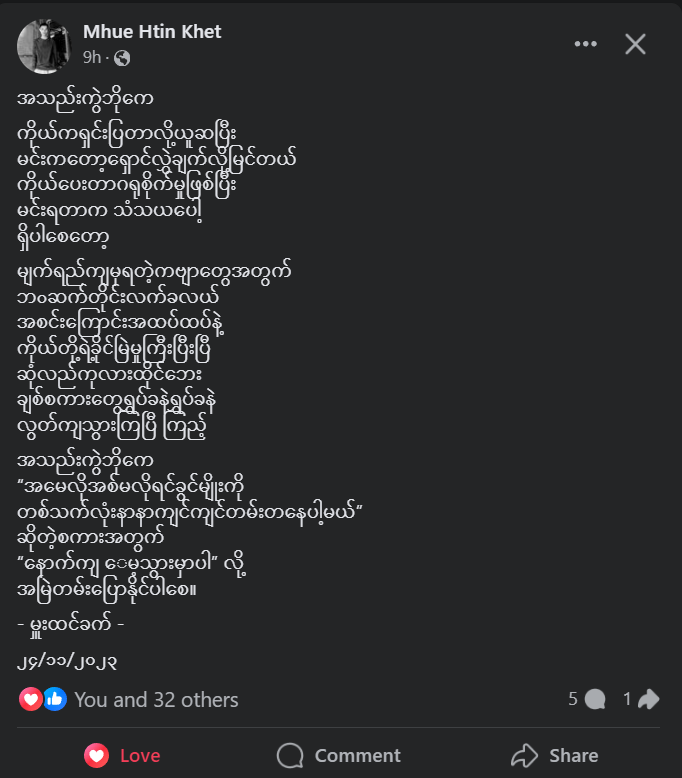 Mhue Htin Khet
9h ·
အသည်းကွဲဘိုကေ
ကိုယ်ကရှင်းပြတာလို့ယူဆပြီး
မင်းကတော့ရှောင်လွှဲချက်လို့မြင်တယ်
ကိုယ်ပေးတာဂရုစိုက်မှုဖြစ်ပြီး
မင်းရတာက သံသယပေါ့
ရှိပါစေတော့
မျက်ရည်ကျမှရတဲ့ကဗျာတွေအတွက်
ဘဝဆက်တိုင်းလက်ခလယ်
အစင်းကြောင်းအထပ်ထပ်နဲ့
ကိုယ်တို့ရဲ့ခိုင်မြဲမှုကြီးပြီးပြီ
ဆုံလည်ကုလားထိုင်ဘေး
ချစ်စကားတွေရွှပ်ခနဲရွှပ်ခနဲ
လွတ်ကျသွားကြပြီ ကြည့်
အသည်းကွဲဘိုကေ
“အမေလိုအစ်မလိုရင်ခွင်မျိုးကို
တစ်သက်လုံးနာနာကျင်ကျင်တမ်းတနေပါ့မယ်”
ဆိုတဲ့စကားအတွက်
“နောက်ကျ မေ့သွားမှာပါ” လို့
အမြဲတမ်းပြောနိုင်ပါစေ။
- မှူးထင်ခက် -
၂၄/၁၁/၂၀၂၃
You and 32 others
5
1
Love
Comment
Share